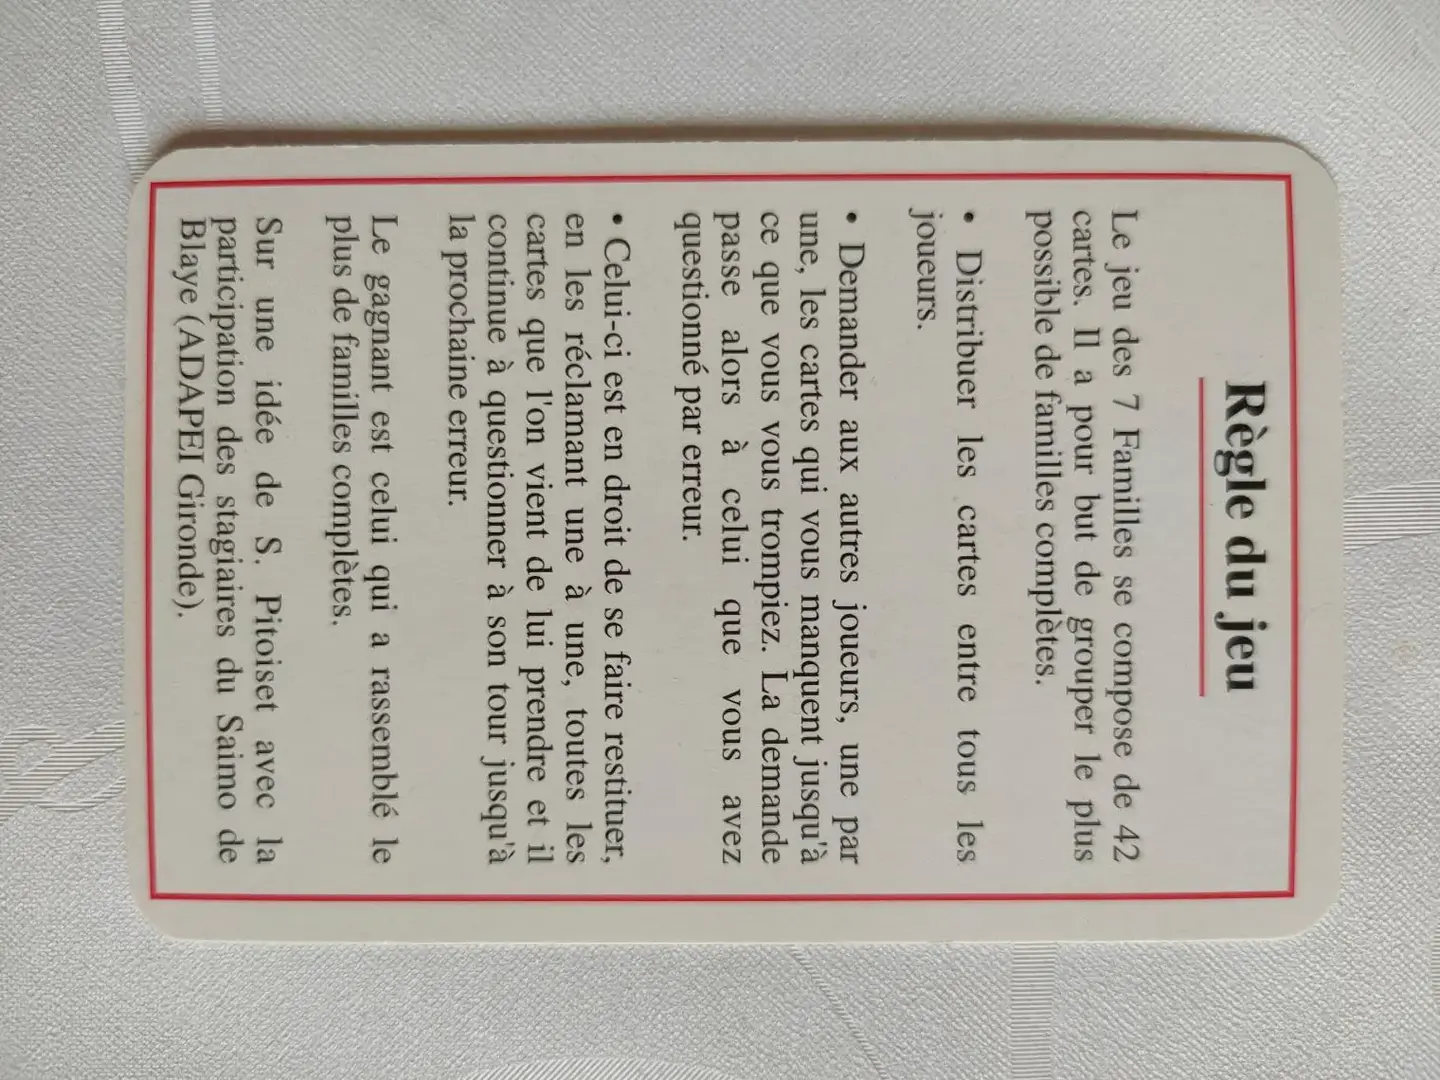 Règle du jeu
Le jeu des 7 Familles se compose de 42
cartes. Il a pour but de grouper le plus
possible de familles complètes.
• Distribuer les cartes entre tous les
joueurs.
• Demander aux autres joueurs, une par
une, les cartes qui vous manquent jusqu'à
ce que vous vous trompiez. La demande
passe alors à celui que vous avez
questionné par erreur.
• Celui-ci est en droit de se faire restituer,
en les réclamant une à une, toutes les
cartes que l'on vient de lui prendre et il
continue à questionner à son tour jusqu'à
la prochaine erreur.
Le gagnant est celui qui a rassemblé le
plus de familles complètes.
Sur une idée de S. Pitoiset avec la
participation des stagiaires du Saimo de
Blaye (ADAPEI Gironde).